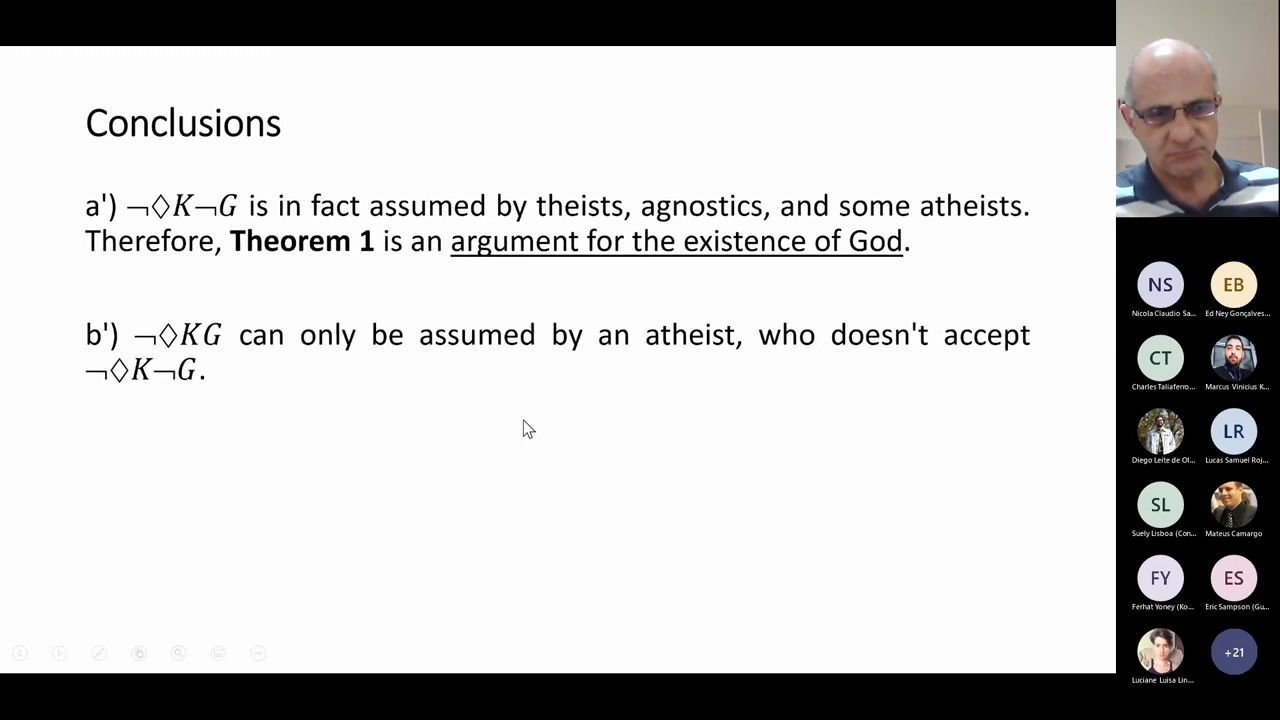 Conclusions
a') ¬◇K¬G is in fact assumed by theists, agnostics, and some atheists.
Therefore, Theorem 1 is an argument for the existence of God.
b') ¬◇KG can only be assumed by an atheist, who doesn't accept
¬◇K¬G.
NS
EB
Nicola Claudio Sa...
Ed Ney Gonçalves...
CT
Charles Taliaferro...
Marcus Vinicius K...
LR
Diego Leite de Ol...
Lucas Samuel Roj...
SL
Suely Lisboa (Con...
Mateus Camargo
FY
ES
Ferhat Yoney (Ko...
Eric Sampson (Gu...
+21
Luciane Luisa Lin...